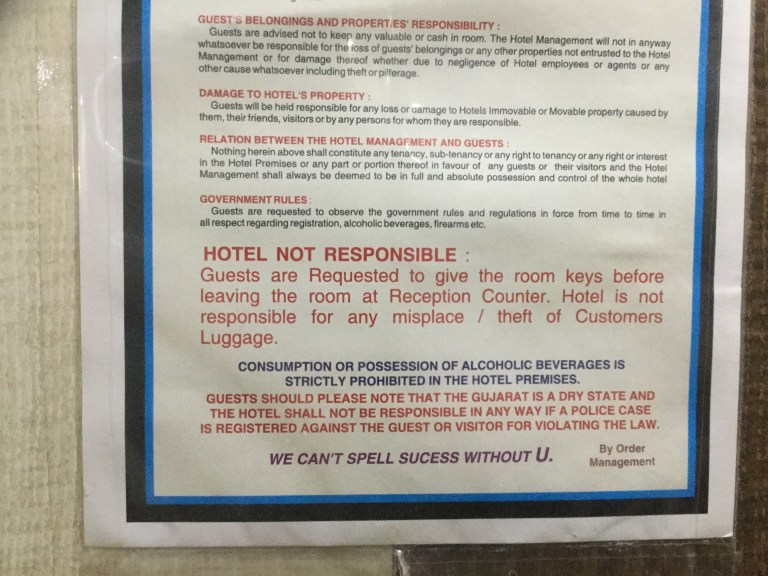 GUEST'S BELONGINGS AND PROPERTIES' RESPONSIBILITY :
Guests are advised not to keep any valuable or cash in room. The Hotel Management will not in anyway
whatsoever be responsible for the loss of guests' belongings or any other properties not entrusted to the Hotel
Management or for damage thereof whether due to negligence of Hotel employees or agents or any
other cause whatsoever including theft or pilferage.
DAMAGE TO HOTEL'S PROPERTY :
Guests will be held responsible for any loss or damage to Hotels Immovable or Movable property caused by
them, their friends, visitors or by any persons for whom they are responsible.
RELATION BETWEEN THE HOTEL MANAGEMENT AND GUESTS :
Nothing herein above shall constitute any tenancy, sub-tenancy or any right to tenancy or any right or interest
in the Hotel Premises or any part or portion thereof in favour of any guests or their visitors and the Hotel
Management shall always be deemed to be in full and absolute possession and control of the whole hotel
GOVERNMENT RULES :
Guests are requested to observe the government rules and regulations in force from time to time in
all respect regarding registration, alcoholic beverages, firearms etc.
HOTEL NOT RESPONSIBLE :
Guests are Requested to give the room keys before
leaving the room at Reception Counter. Hotel is not
responsible for any misplace / theft of Customers
Luggage.
CONSUMPTION OR POSSESSION OF ALCOHOLIC BEVERAGES IS
STRICTLY PROHIBITED IN THE HOTEL PREMISES.
GUESTS SHOULD PLEASE NOTE THAT THE GUJARAT IS A DRY STATE AND
THE HOTEL SHALL NOT BE RESPONSIBLE IN ANY WAY IF A POLICE CASE
IS REGISTERED AGAINST THE GUEST OR VISITOR FOR VIOLATING THE LAW.
WE CAN'T SPELL SUCESS WITHOUT U.
By Order
Management